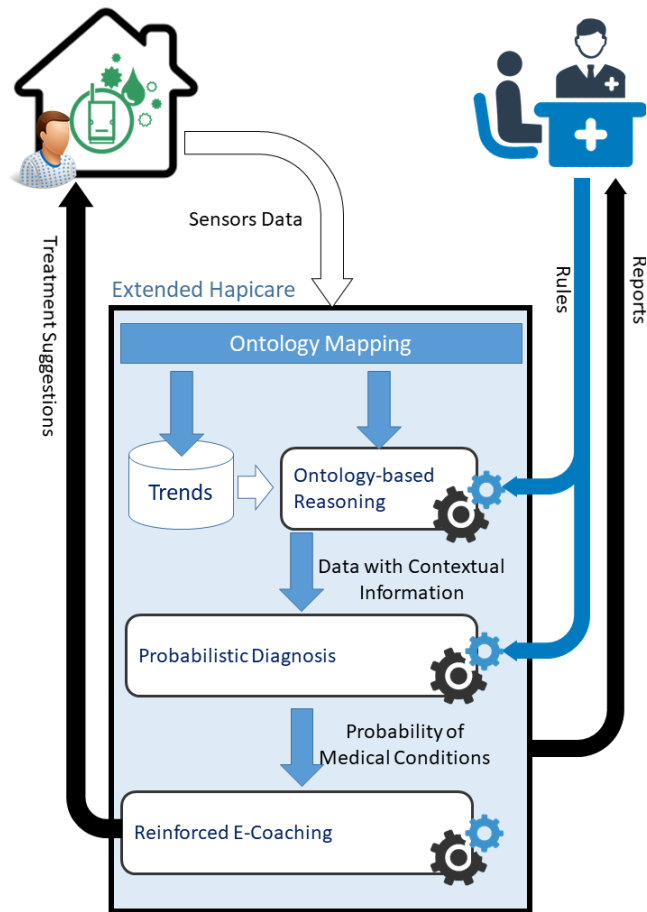 Sensors Data
Treatment Suggestions
Rules
Reports
Extended Hapicare
Ontology Mapping
Trends
Ontology-based
Reasoning
Data with Contextual
Information
Probabilistic Diagnosis
Probability of
Medical Conditions
Reinforced E-Coaching